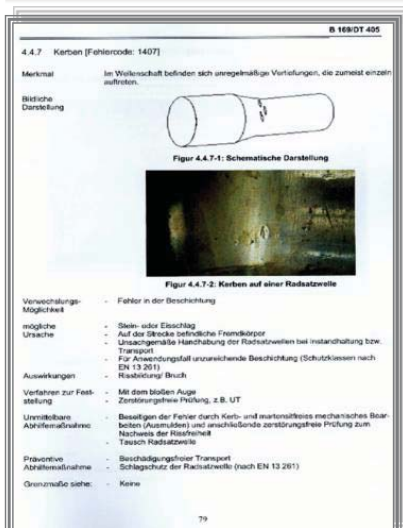 B 169/DT 405
4.4.7 Kerben [Fehlercode: 1407]
Merkmal Im Wellenschaft befinden sich unregelmäßige Vertiefungen, die zumeist einzeln
auftreten.
Bildliche
Darstellung
Figur 4.4.7-1: Schematische Darstellung
Figur 4.4.7-2: Kerben auf einer Radsatzwelle
Verwechslungs- - Fehler in der Beschichtung
Möglichkeit
mögliche - Stein- oder Eisschlag
Ursache - Auf der Strecke befindliche Fremdkörper
- Unsachgemäße Handhabung der Radsatzwellen bei Instandhaltung bzw.
Transport
- Für Anwendungsfall unzureichende Beschichtung (Schutzklassen nach
EN 13 261)
Auswirkungen - Rissbildung/ Bruch
Verfahren zur Fest- - Mit dem bloßen Auge
stellung - Zerstörungsfreie Prüfung, z.B. UT
Unmittelbare - Beseitigen der Fehler durch Kerb- und martensitfreies mechanisches Bear-
Abhilfemaßnahme beiten (Ausmulden) und anschließende zerstörungsfreie Prüfung zum
Nachweis der Rissfreiheit
- Tausch Radsatzwelle
Präventive - Beschädigungsfreier Transport
Abhilfemaßnahme - Schlagschutz der Radsatzwelle (nach EN 13 261)
Grenzmaße siehe: - Keine
79